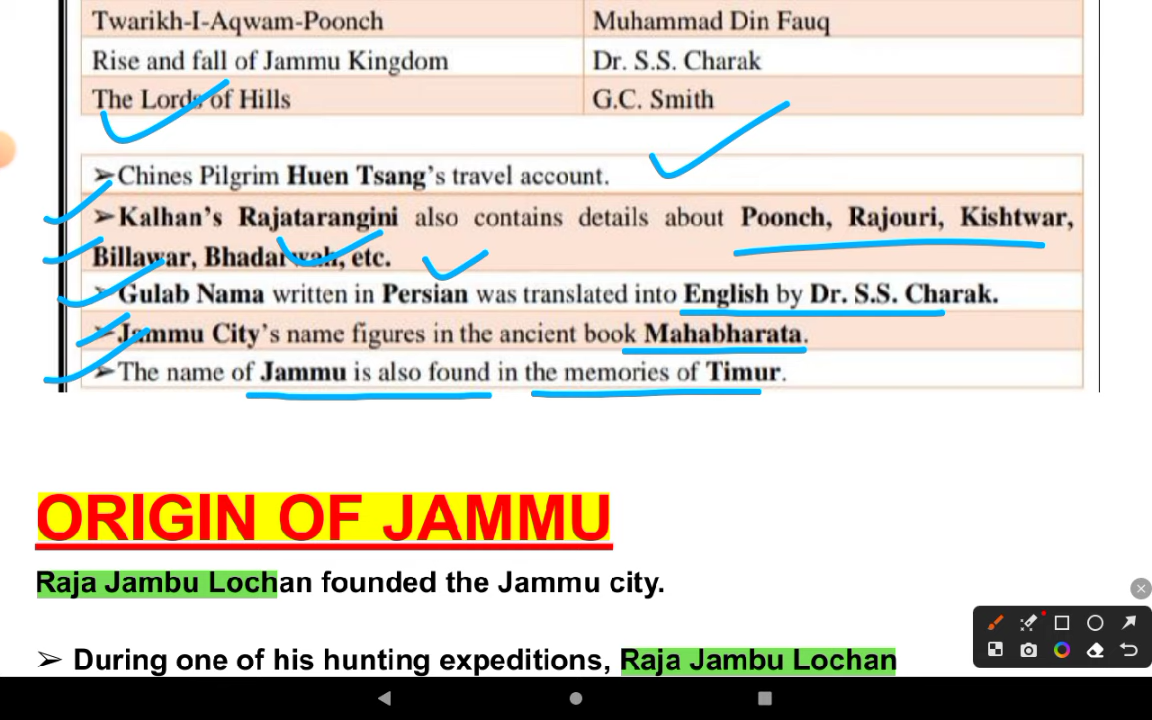 Twarikh-I-Aqwam-Poonch Muhammad Din Fauq
Rise and fall of Jammu Kingdom Dr. S.S. Charak
The Lords of Hills G.C. Smith
➢Chines Pilgrim Huen Tsang’s travel account.
➢Kalhan’s Rajatarangini also contains details about Poonch, Rajouri, Kishtwar,
Billawar, Bhadarwah, etc.
➢Gulab Nama written in Persian was translated into English by Dr. S.S. Charak.
➢Jammu City’s name figures in the ancient book Mahabharata.
➢The name of Jammu is also found in the memories of Timur.
ORIGIN OF JAMMU
Raja Jambu Lochan founded the Jammu city.
➢ During one of his hunting expeditions, Raja Jambu Lochan